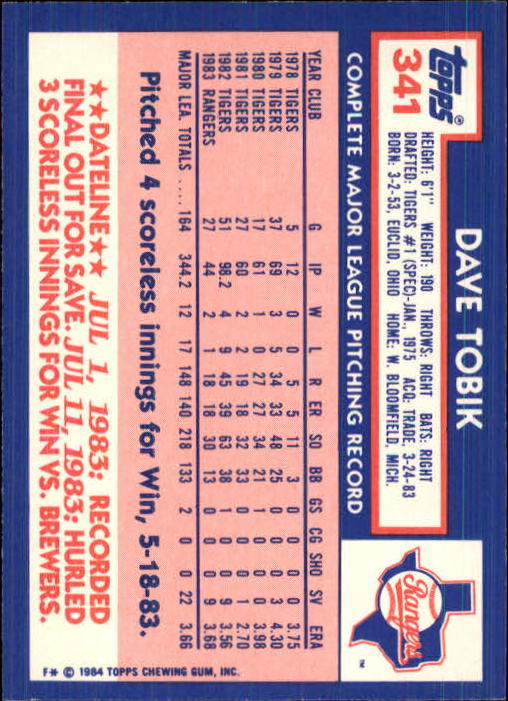 topps®
341
DAVE TOBIK
HEIGHT: 6'1" WEIGHT: 190 THROWS: RIGHT BATS: RIGHT
DRAFTED: TIGERS #1 (SPEC)-JAN., 1975 ACQ: TRADE, 3-24-83
BORN: 3-2-53, EUCLID, OHIO HOME: W. BLOOMFIELD, MICH.
Rangers
TM
COMPLETE MAJOR LEAGUE PITCHING RECORD
YEAR CLUB G IP W L R ER SO BB GS CG SHO SV ERA
1978 TIGERS 5 12 0 0 5 5 11 3 0 0 0 0 3.75
1979 TIGERS 37 69 3 5 34 33 48 25 0 0 0 3 4.30
1980 TIGERS 17 61 1 0 27 27 34 21 1 0 0 0 3.98
1981 TIGERS 27 60 2 2 19 18 32 33 0 0 0 1 2.70
1982 TIGERS 51 98.2 4 9 45 39 63 38 1 0 0 9 3.56
1983 RANGERS 27 44 2 1 18 18 30 13 0 0 0 9 3.68
MAJOR LEA. TOTALS .... 164 344.2 12 17 148 140 218 133 2 0 0 22 3.66
Pitched 4 scoreless innings for Win, 5-18-83.
★★DATELINE★★ JUL 1, 1983: RECORDED
FINAL OUT FOR SAVE. JUL 11, 1983: HURLED
3 SCORELESS INNINGS FOR WIN VS. BREWERS.
F* © 1984 TOPPS CHEWING GUM, INC.